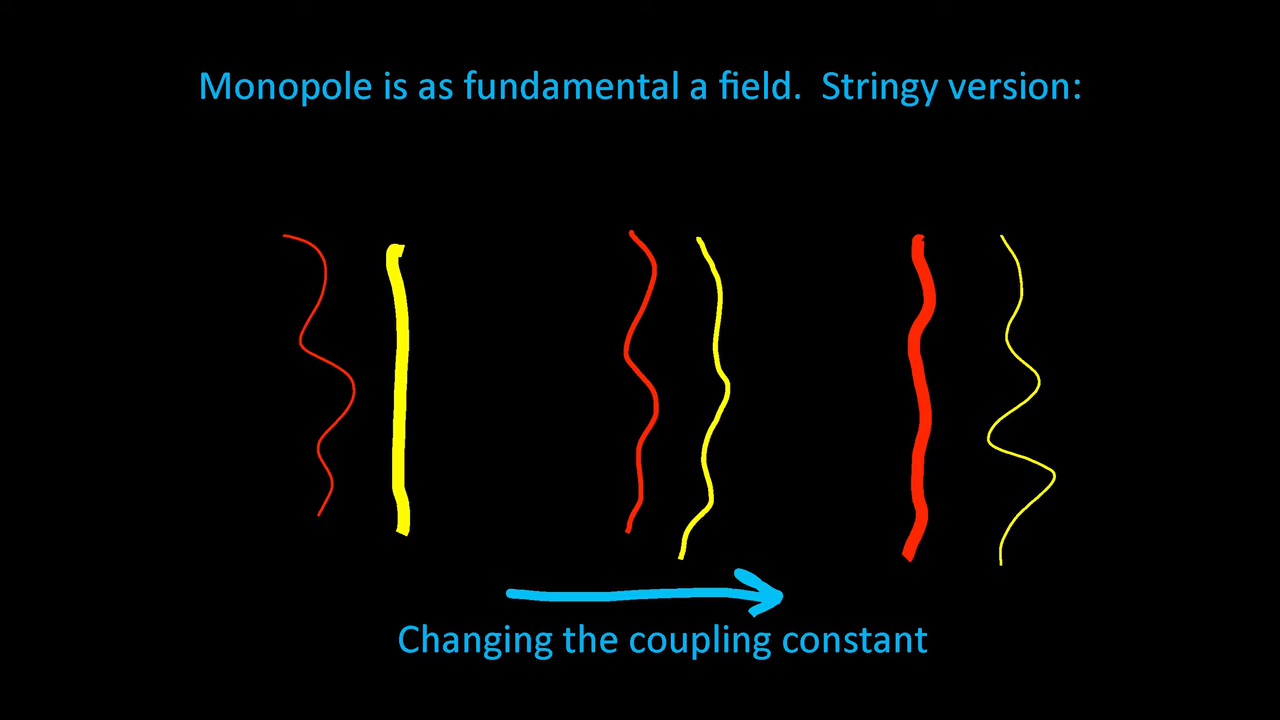 Monopole is as fundamental a field.  Stringy version:
Changing the coupling constant